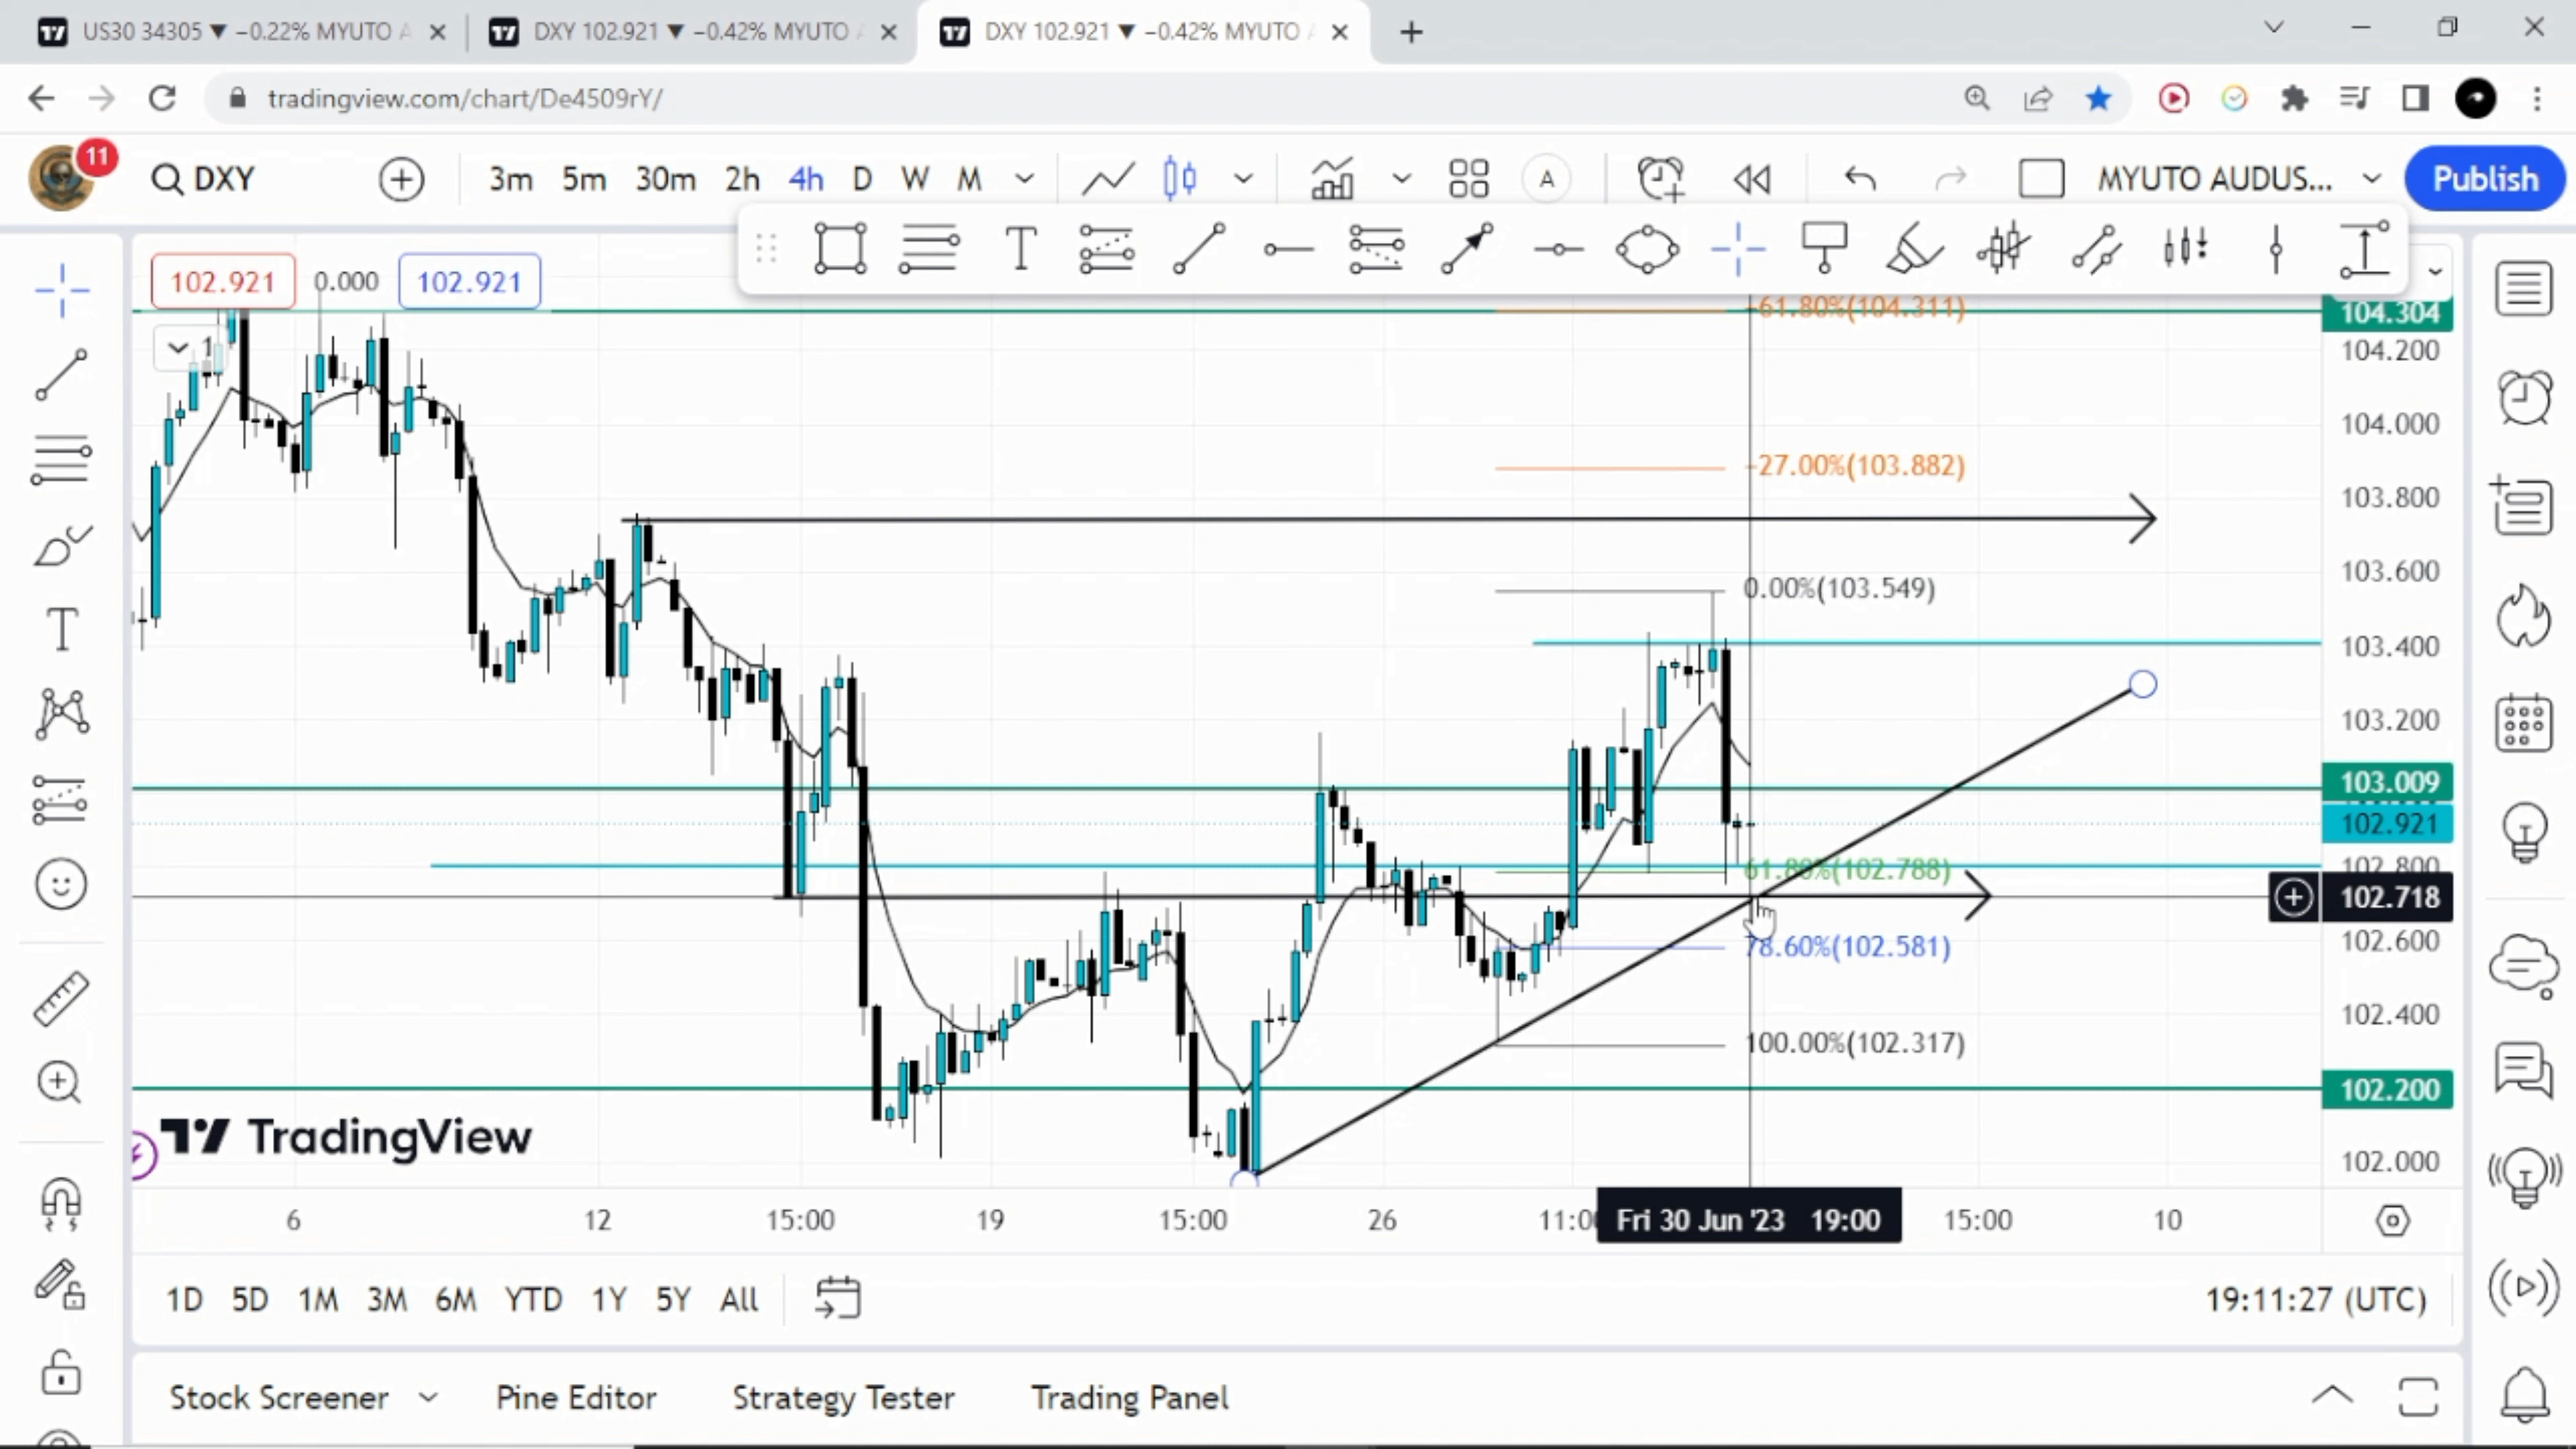 US30 34305 ▼ −0.22% MYUTO A
DXY 102.921 ▼ −0.42% MYUTO
DXY 102.921 ▼ −0.42% MYUTO
tradingview.com/chart/De4509rY/
11
DXY
3m 5m 30m 2h 4h D W M
A
MYUTO AUDUS...
Publish
102.921 0.000 102.921
1
-61.80%(104.311)
-27.00%(103.882)
0.00%(103.549)
61.80%(102.788)
78.60%(102.581)
100.00%(102.317)
104.304
104.200
104.000
103.800
103.600
103.400
103.200
103.009
102.921
102.800
102.718
102.600
102.400
102.200
102.000
TradingView
6 12 15:00 19 15:00 26 11:00 Fri 30 Jun '23 19:00 15:00 10
1D 5D 1M 3M 6M YTD 1Y 5Y All
19:11:27 (UTC)
Stock Screener Pine Editor Strategy Tester Trading Panel